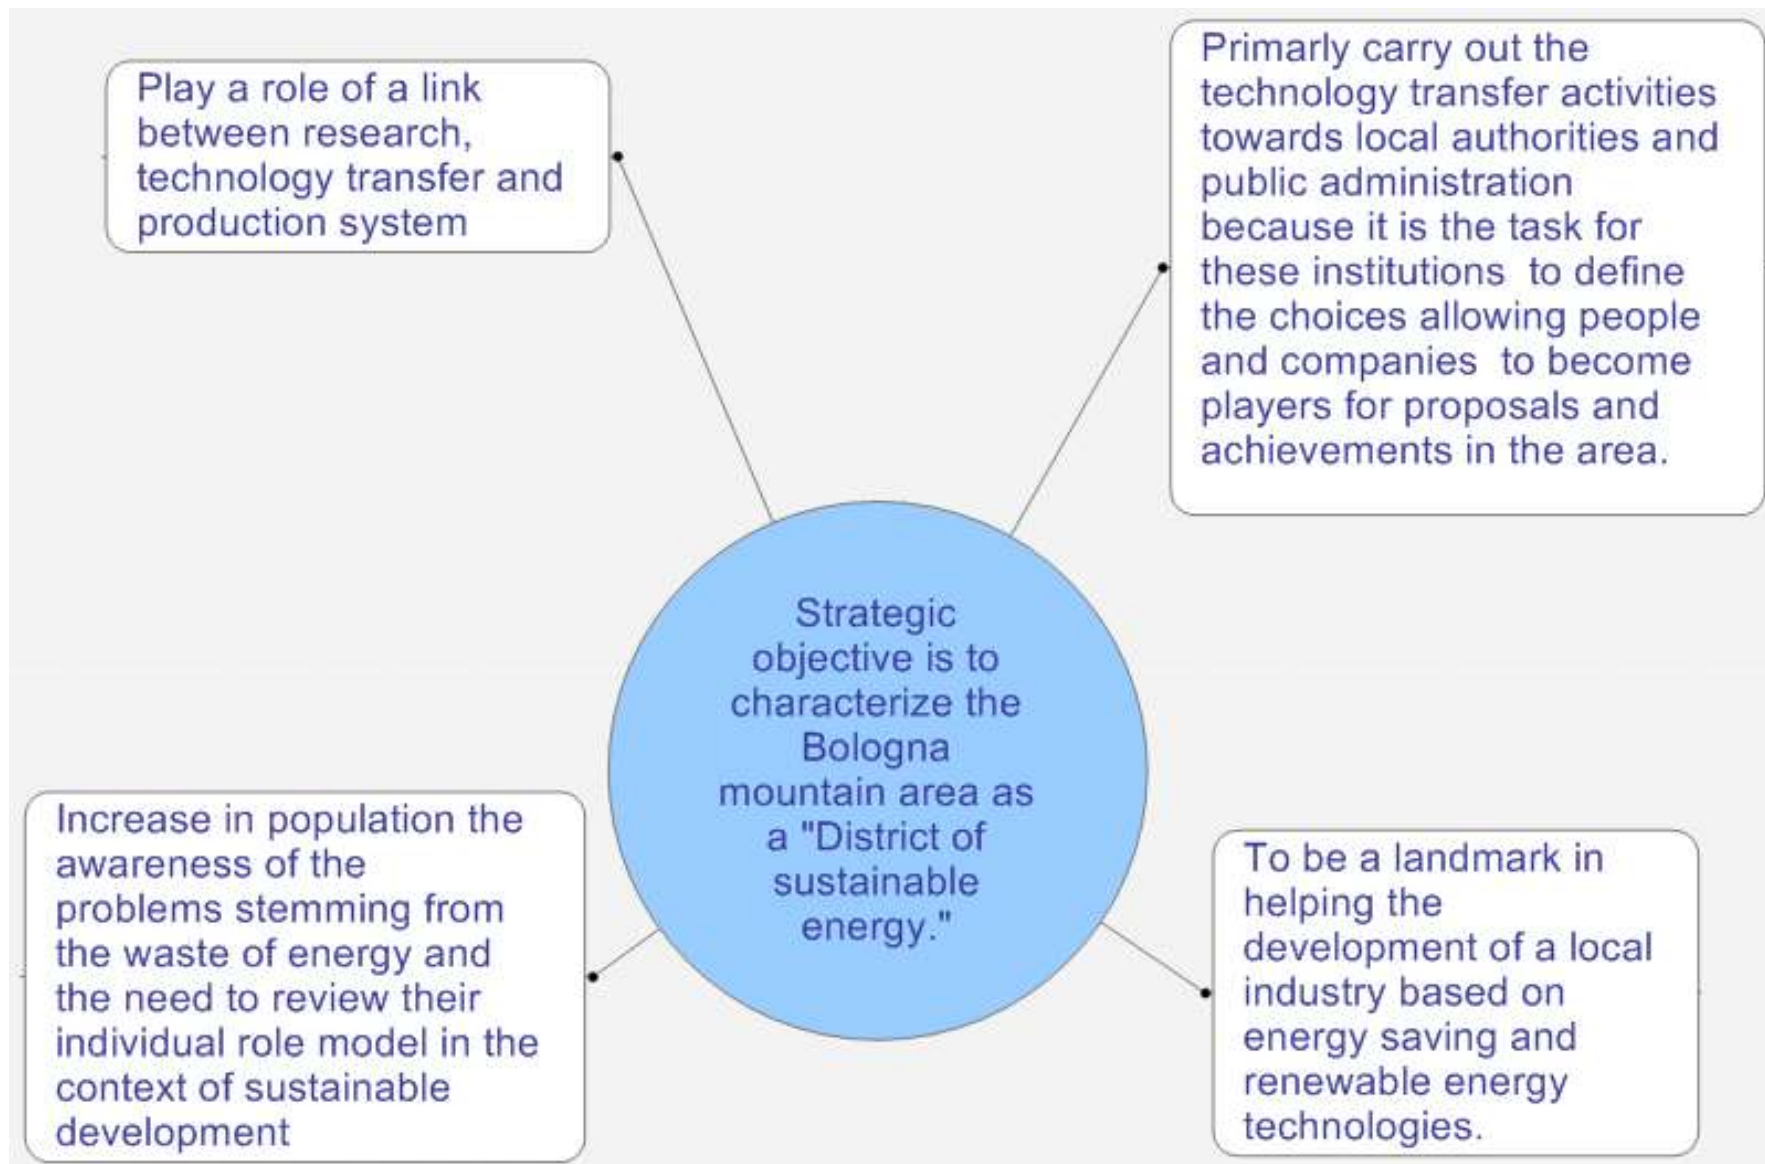 Play a role of a link
between research,
technology transfer and
production system
Primarly carry out the
technology transfer activities
towards local authorities and
public administration
because it is the task for
these institutions  to define
the choices allowing people
and companies  to become
players for proposals and
achievements in the area.
Strategic
objective is to
characterize the
Bologna
mountain area as
a "District of
sustainable
energy."
Increase in population the
awareness of the
problems stemming from
the waste of energy and
the need to review their
individual role model in the
context of sustainable
development
To be a landmark in
helping the
development of a local
industry based on
energy saving and
renewable energy
technologies.